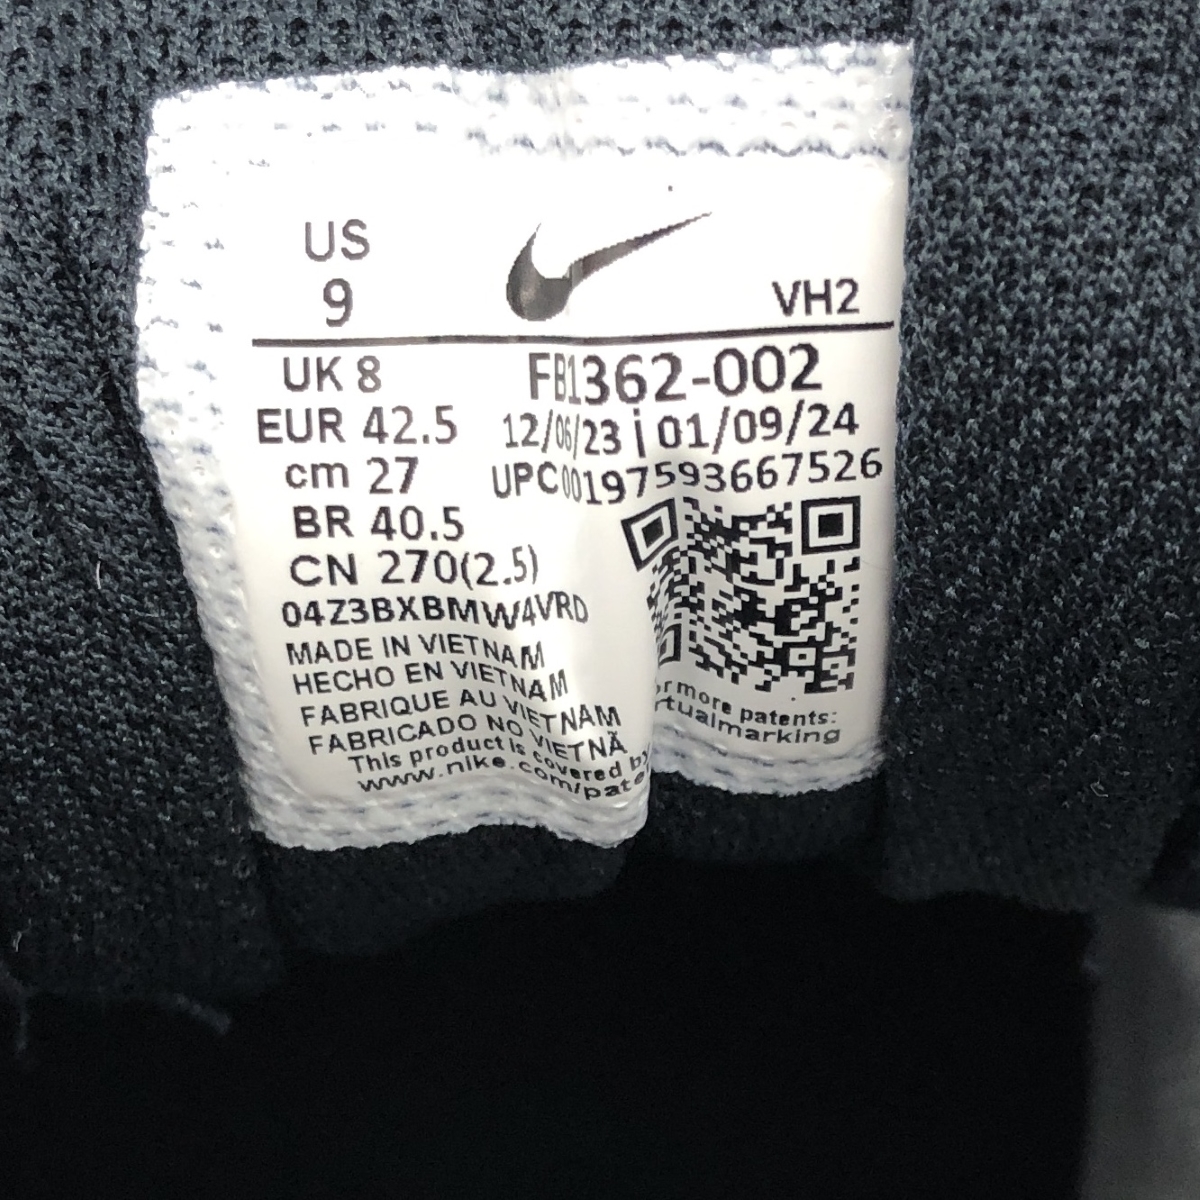 US
9
VH2
UK 8
FB1362-002
EUR 42.5
12/06/23 | 01/09/24
cm 27
UPC001975936675​26
BR 40.5
CN 270(2.5)
04Z3BXBMW4VRD
MADE IN VIETNAM
HECHO EN VIETNAM
FABRIQUE AU VIETNAM
FABRICADO NO VIETNÃ
This product is covered by
www.nike.com/pate
or more patents:
rtualmarking